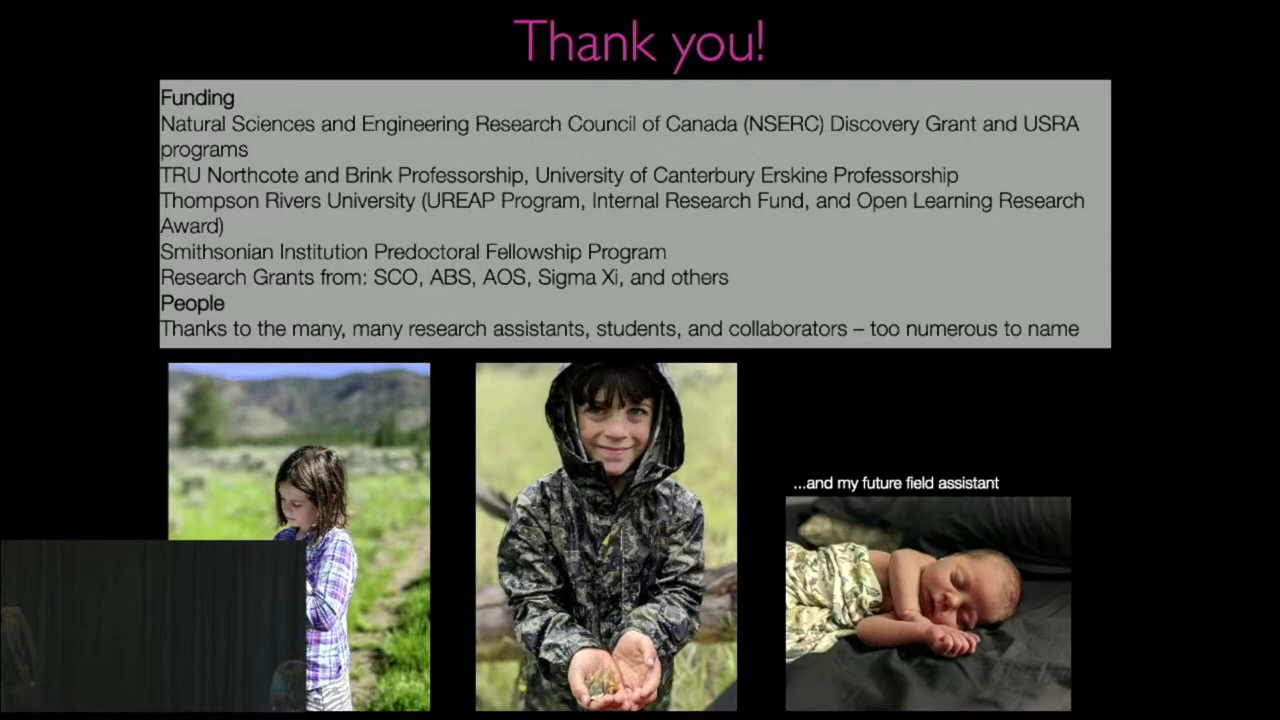 Thank you!
Funding
Natural Sciences and Engineering Research Council of Canada (NSERC) Discovery Grant and USRA
programs
TRU Northcote and Brink Professorship, University of Canterbury Erskine Professorship
Thompson Rivers University (UREAP Program, Internal Research Fund, and Open Learning Research
Award)
Smithsonian Institution Predoctoral Fellowship Program
Research Grants from: SCO, ABS, AOS, Sigma Xi, and others
People
Thanks to the many, many research assistants, students, and collaborators – too numerous to name
...and my future field assistant